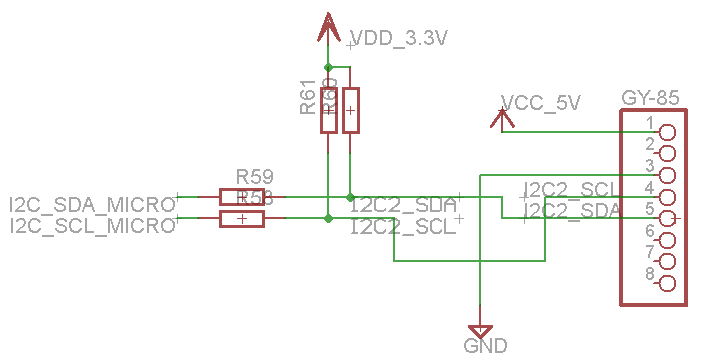 VDD_3.3V
R61
R60
VCC_5V
GY-85
1
2
3
4
5
6
7
8
R59
R58
I2C_SDA_MICRO
I2C_SCL_MICRO
I2C2_SDA
I2C2_SCL
I2C2_SCL
I2C2_SDA
GND